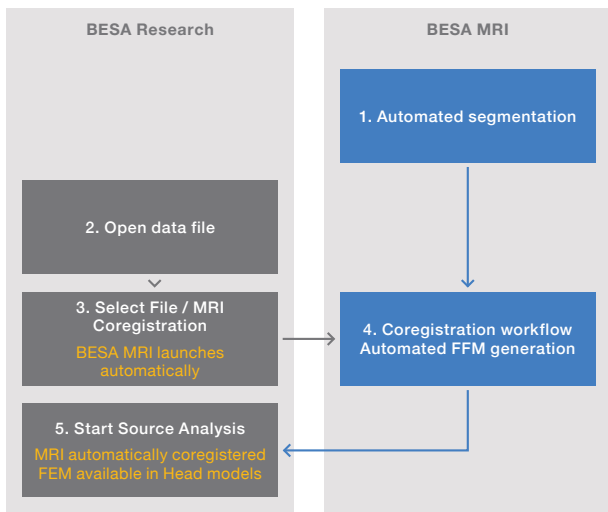 BESA Research
BESA MRI
1. Automated segmentation
2. Open data file
3. Select File / MRI
Coregistration
BESA MRI launches
automatically
4. Coregistration workflow
Automated FFM generation
5. Start Source Analysis
MRI automatically coregistered
FEM available in Head models